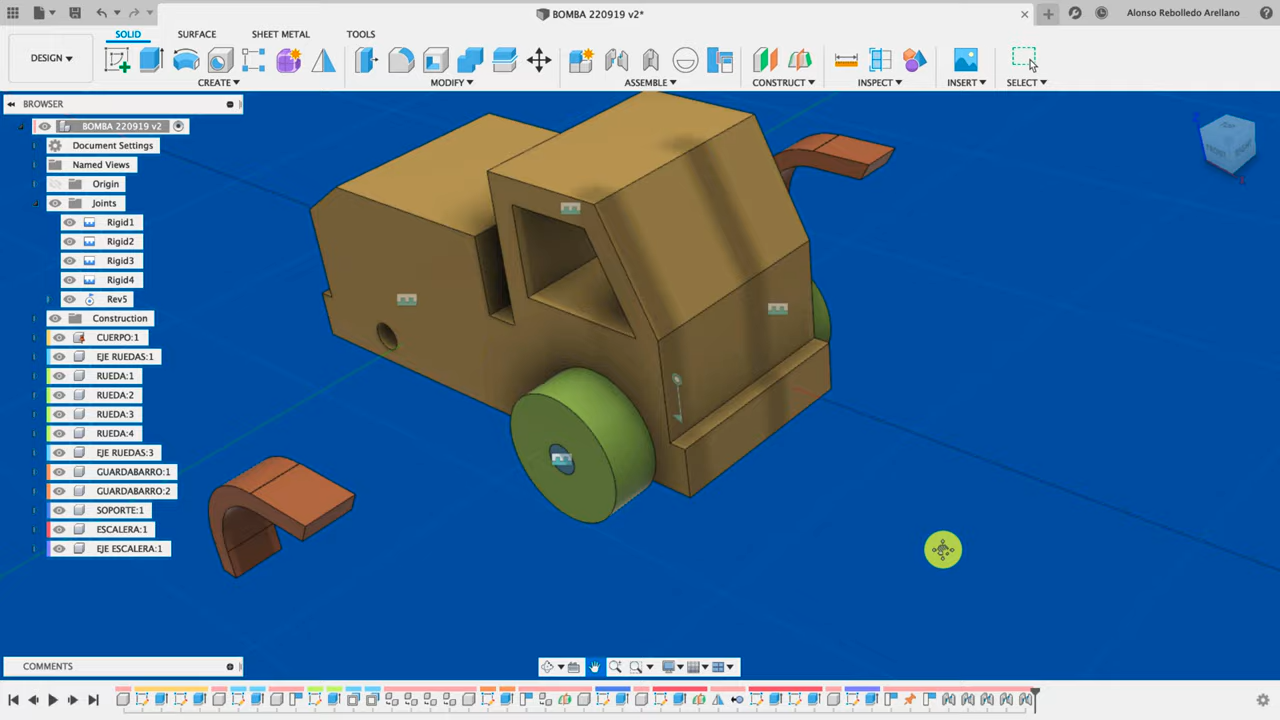 BOMBA 220919 v2*
Alonso Rebolledo Arellano
SOLID SURFACE SHEET METAL TOOLS
DESIGN
CREATE MODIFY ASSEMBLE CONSTRUCT INSPECT INSERT SELECT
BROWSER
BOMBA 220919 v2
Document Settings
Named Views
Origin
Joints
Rigid1
Rigid2
Rigid3
Rigid4
Rev5
Construction
CUERPO:1
EJE RUEDAS:1
RUEDA:1
RUEDA:2
RUEDA:3
RUEDA:4
EJE RUEDAS:3
GUARDABARRO:1
GUARDABARRO:2
SOPORTE:1
ESCALERA:1
EJE ESCALERA:1
COMMENTS